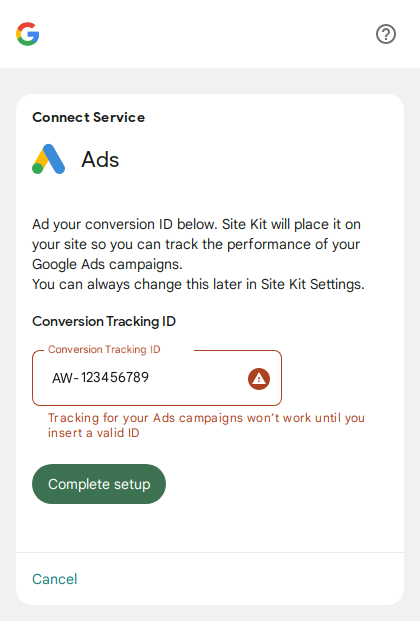 Connect Service
Ads
Ad your conversion ID below. Site Kit will place it on
your site so you can track the performance of your
Google Ads campaigns.
You can always change this later in Site Kit Settings.
Conversion Tracking ID
Conversion Tracking ID
AW-123456789
Tracking for your Ads campaigns won’t work until you
insert a valid ID
Complete setup
Cancel